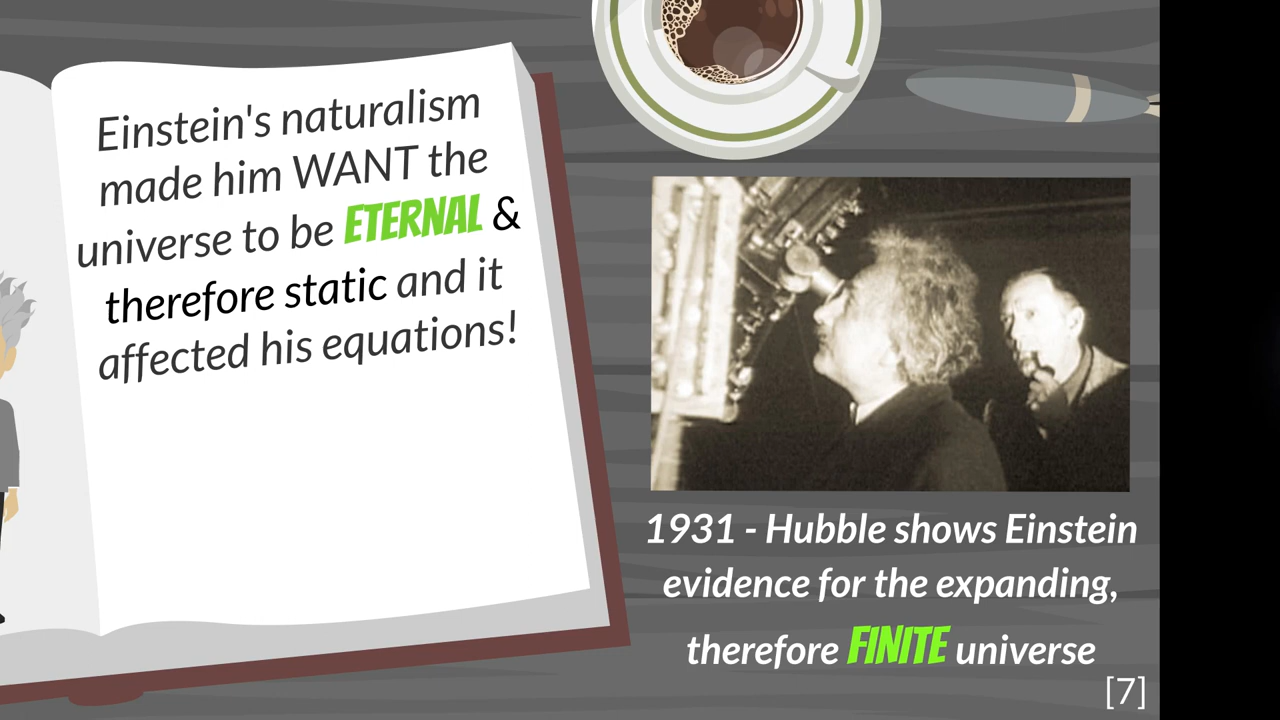 Einstein's naturalism
made him WANT the
universe to be ETERNAL &
therefore static and it
affected his equations!
1931 - Hubble shows Einstein
evidence for the expanding,
therefore FINITE universe
[7]